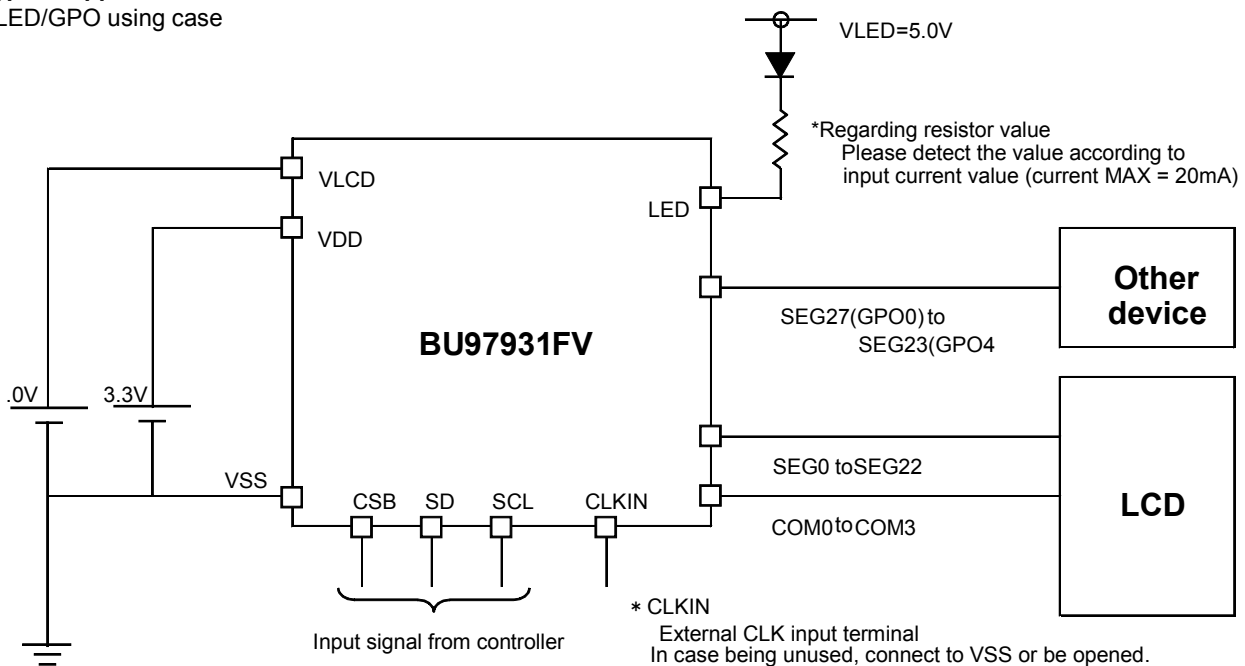 LED/GPO using case
VLED=5.0V
*Regarding resistor value
Please detect the value according to
input current value (current MAX = 20mA)
VLCD
VDD
LED
BU97931FV
Other
device
SEG27(GPO0) to
SEG23(GPO4
.0V
3.3V
VSS
CSB
SD
SCL
CLKIN
SEG0 toSEG22
COM0toCOM3
LCD
Input signal from controller
* CLKIN
External CLK input terminal
In case being unused, connect to VSS or be opened.